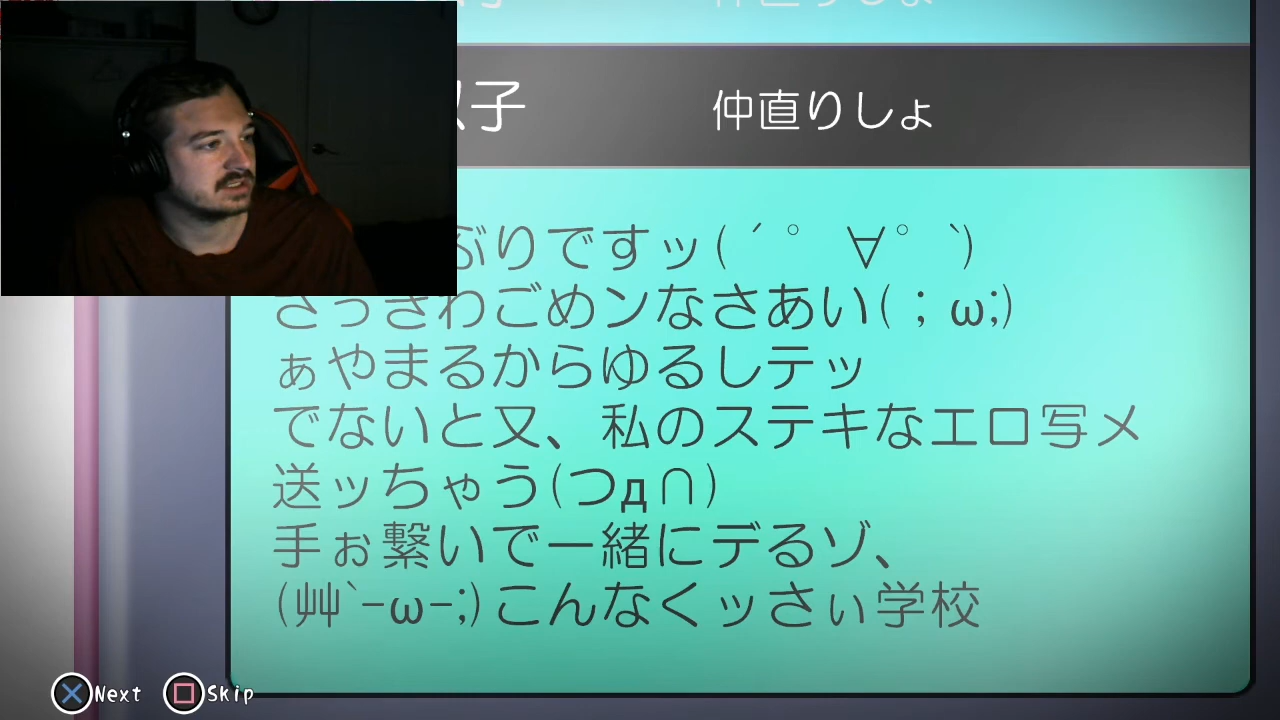 子 仲直りしょ
ぶりですッ(´゜∀゜`)
さっきわごめンなさあい(；ω;)
ぁやまるからゆるしテッ
でないと又、私のステキなエロ写メ
送ッちゃう(つд∩)
手ぉ繋いで一緒にデるゾ、
(艸`-ω-;)こんなくッさぃ学校
Next Skip